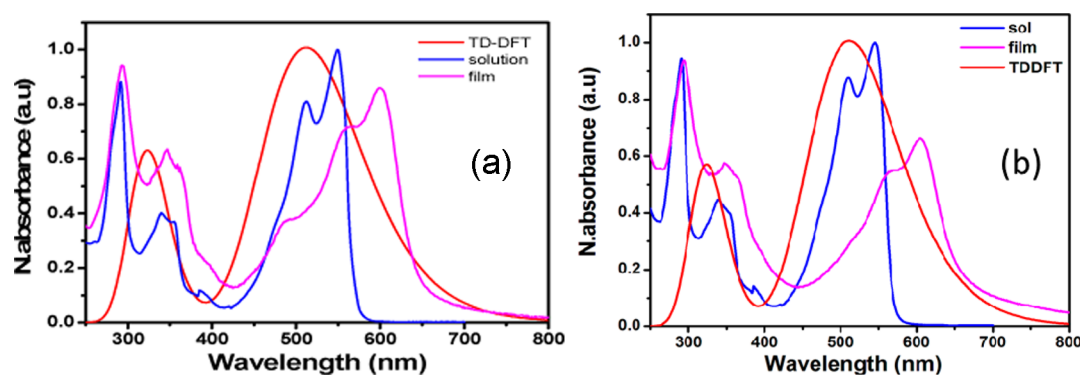 (a)
TD-DFT
solution
film
N.absorbance (a.u)
1.0
0.8
0.6
0.4
0.2
0.0
300 400 500 600 700 800
Wavelength (nm)
(b)
sol
film
TDDFT
N.absorbance (a.u)
1.0
0.8
0.6
0.4
0.2
0.0
300 400 500 600 700 800
Wavelength (nm)